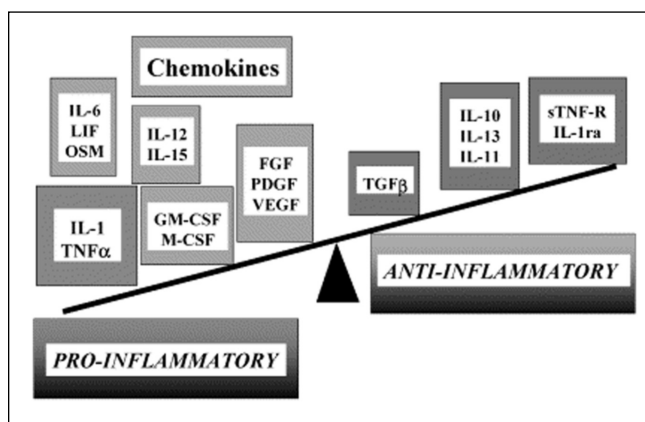 Chemokines
IL-6
LIF
OSM
IL-12
IL-15
IL-10
IL-13
IL-11
sTNF-R
IL-1ra
FGF
PDGF
VEGF
TGFβ
IL-1
TNFα
GM-CSF
M-CSF
ANTI-INFLAMMATORY
PRO-INFLAMMATORY